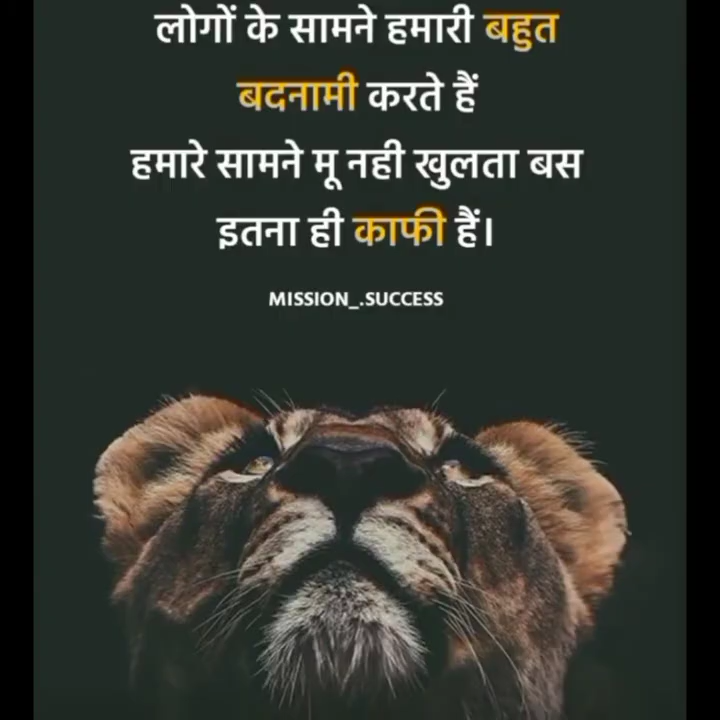 लोगों के सामने हमारी बहुत
बदनामी करते हैं
हमारे सामने मू नही खुलता बस
इतना ही काफी हैं।
MISSION_.SUCCESS